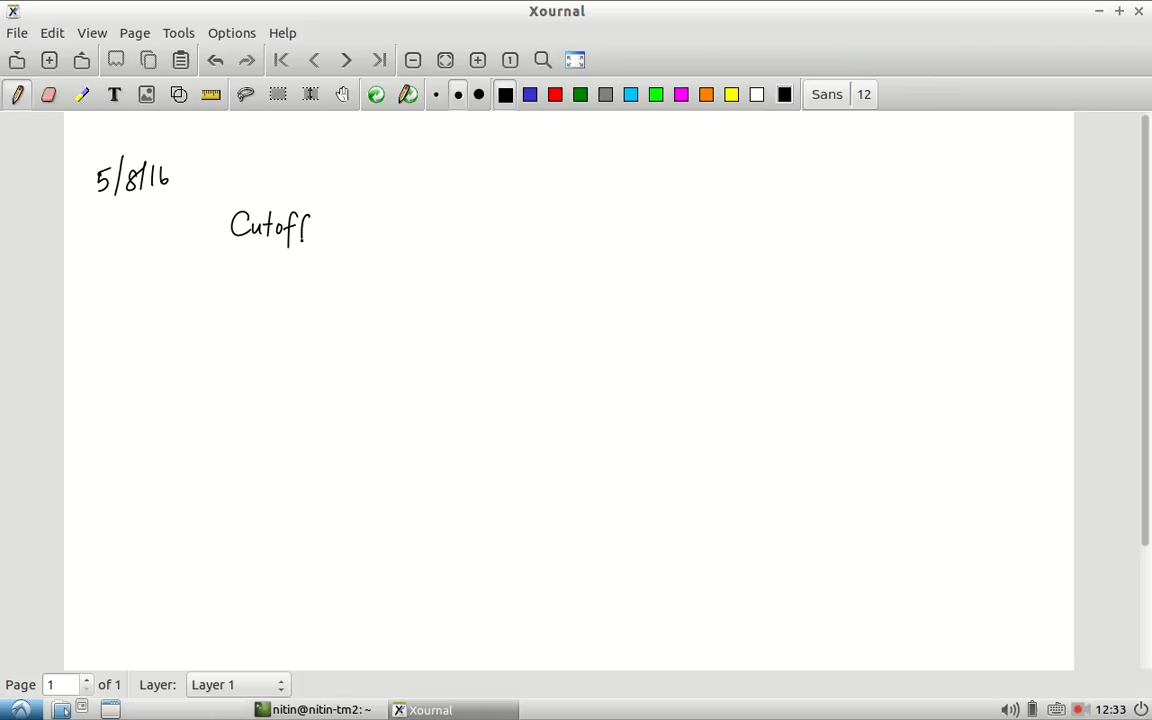 Xournal
File Edit View Page Tools Options Help
Sans 12
5/8/16
Cutoff
Page 1 of 1 Layer: Layer 1
nitin@nitin-tm2: ~ Xournal 12:33